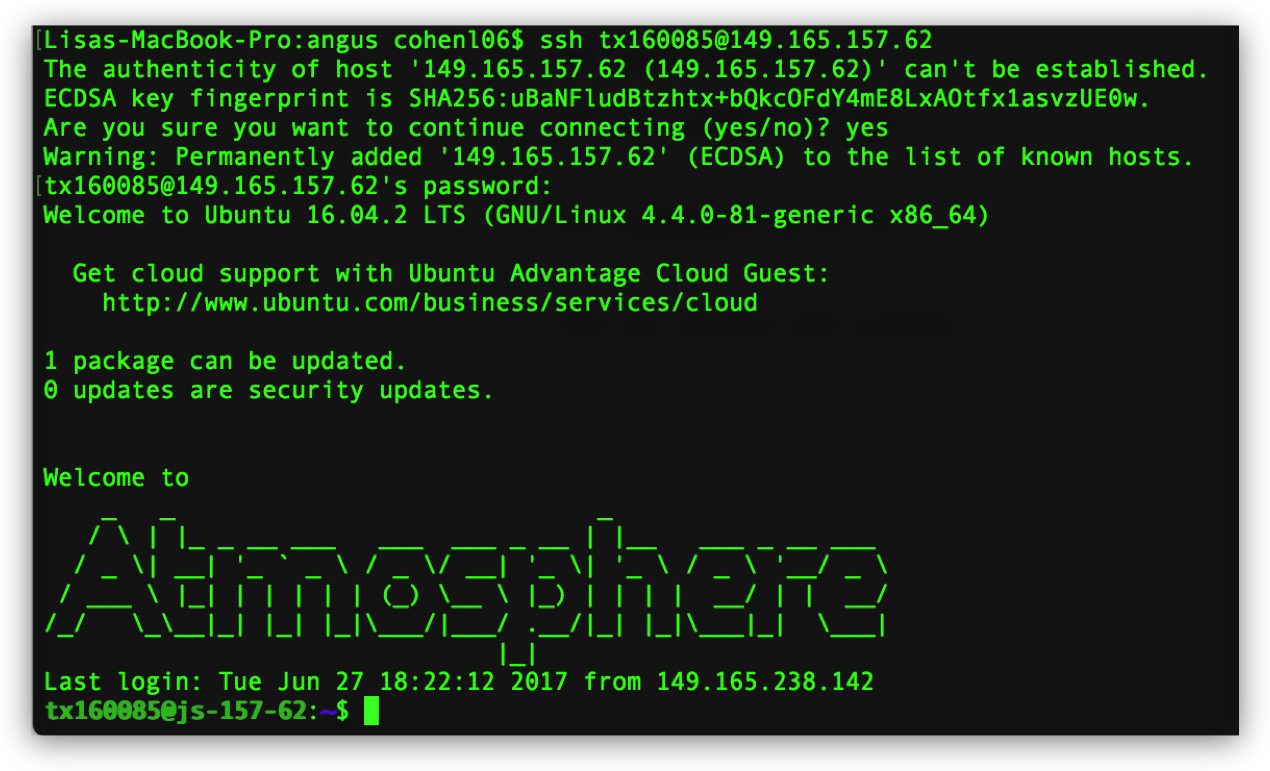 [Lisas-MacBook-Pro:angus cohenl06$ ssh tx160085@149.165.157.62
The authenticity of host '149.165.157.62 (149.165.157.62)' can't be established.
ECDSA key fingerprint is SHA256:uBaNFludBtzhtx+bQkcOFdY4mE8LxAOtfx1asvzUE0w.
Are you sure you want to continue connecting (yes/no)? yes
Warning: Permanently added '149.165.157.62' (ECDSA) to the list of known hosts.
[tx160085@149.165.157.62's password:
Welcome to Ubuntu 16.04.2 LTS (GNU/Linux 4.4.0-81-generic x86_64)
Get cloud support with Ubuntu Advantage Cloud Guest:
http://www.ubuntu.com/business/services/cloud
1 package can be updated.
0 updates are security updates.
Welcome to
Atmosphere
Last login: Tue Jun 27 18:22:12 2017 from 149.165.238.142
tx160085@js-157-62:~$